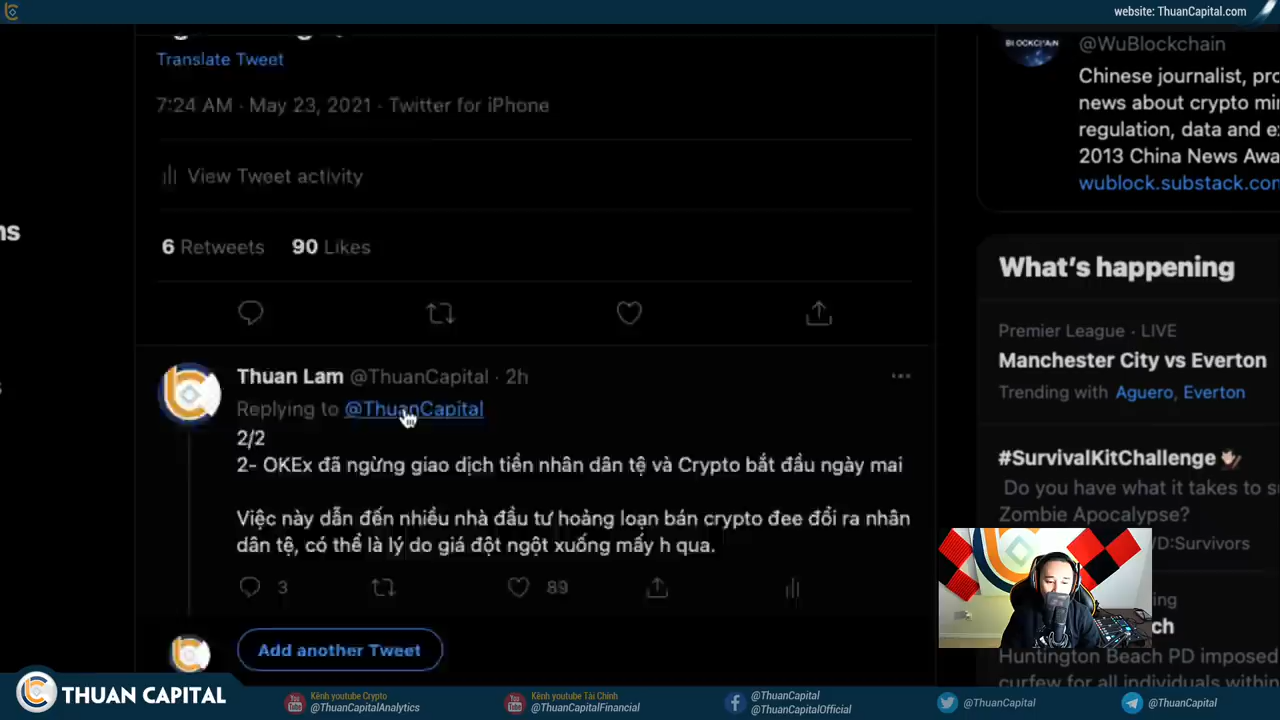 website: ThuanCapital.com
Translate Tweet
7:24 AM · May 23, 2021 · Twitter for iPhone
View Tweet activity
6 Retweets 90 Likes
Thuan Lam @ThuanCapital · 2h
Replying to @ThuanCapital
2/2
2- OKEx đã ngừng giao dịch tiền nhân dân tệ và Crypto bắt đầu ngày mai
Việc này dẫn đến nhiều nhà đầu tư hoảng loạn bán crypto đee đổi ra nhân
dân tệ, có thể là lý do giá đột ngột xuống mấy h qua.
3 89
Add another Tweet
BLOCKCHAIN
@WuBlockchain
Chinese journalist, pro
news about crypto mi
regulation, data and e
2013 China News Awa
wublock.substack.com
What's happening
Premier League · LIVE
Manchester City vs Everton
Trending with Aguero, Everton
#SurvivalKitChallenge
Do you have what it takes to s
Zombie Apocalypse?
D:Survivors
ing
ch
Huntington Beach PD imposed
curfew for all individuals within
ns
THUAN CAPITAL
Kênh youtube Crypto
@ThuanCapitalAnalytics
Kênh youtube Tài Chính
@ThuanCapitalFinancial
@ThuanCapital
@ThuanCapitalOfficial
@ThuanCapital
@ThuanCapital